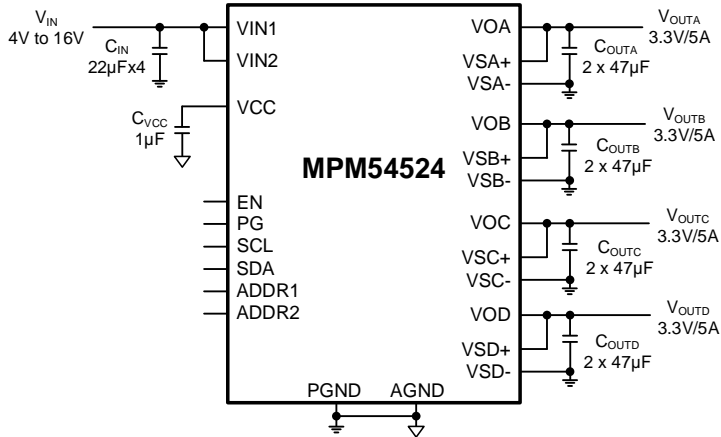 VIN
4V to 16V
CIN
22µFx4
CVCC
1µF
VIN1
VIN2
VCC
EN
PG
SCL
SDA
ADDR1
ADDR2
MPM54524
PGND
AGND
VOA
VSA+
VSA-
VOB
VSB+
VSB-
VOC
VSC+
VSC-
VOD
VSD+
VSD-
COUTA
2 x 47µF
VOUTA
3.3V/5A
COUTB
2 x 47µF
VOUTB
3.3V/5A
COUTC
2 x 47µF
VOUTC
3.3V/5A
COUTD
2 x 47µF
VOUTD
3.3V/5A